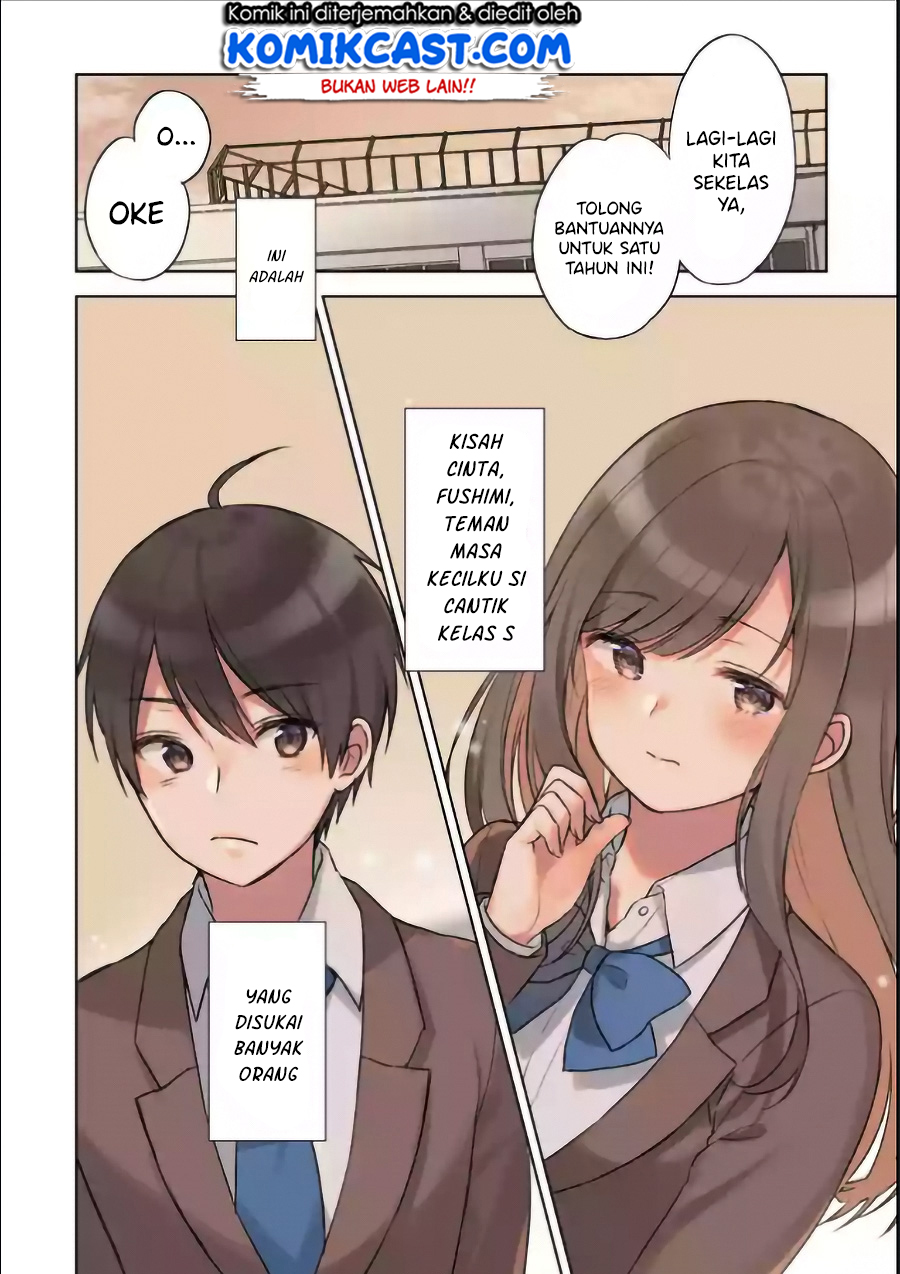 Komik ini diterjemahkan & diedit oleh
KOMIKCAST.COM
BUKAN WEB LAIN!!
LAGI-LAGI
KITA
SEKELAS
YA,
TOLONG
BANTUANNYA
UNTUK SATU
TAHUN INI!
O...
OKE
INI
ADALAH
KISAH
CINTA,
FUSHIMI,
TEMAN
MASA
KECILKU SI
CANTIK
KELAS S
YANG
DISUKAI
BANYAK
ORANG